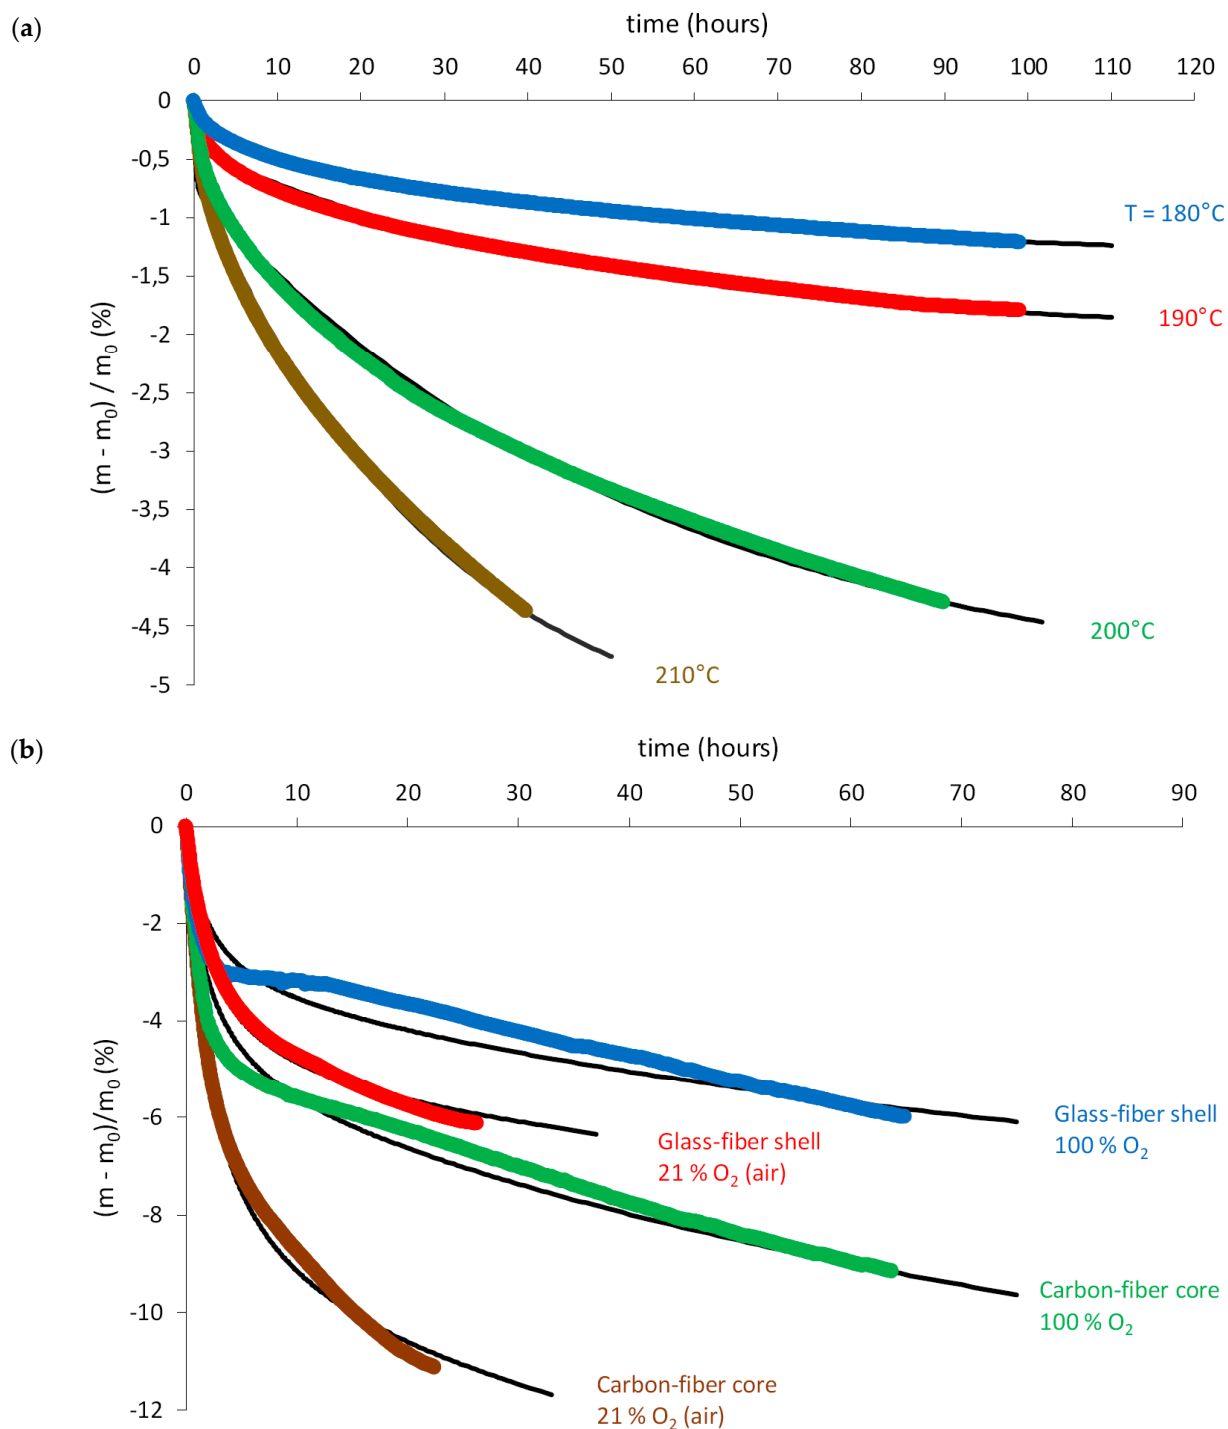 (a)
time (hours)
0 10 20 30 40 50 60 70 80 90 100 110 120
0
-0,5
-1
-1,5
-2
-2,5
-3
-3,5
-4
-4,5
-5
(m - m₀) / m₀ (%)
T = 180°C
190°C
200°C
210°C
(b)
time (hours)
0 10 20 30 40 50 60 70 80 90
0
-2
-4
-6
-8
-10
-12
(m - m₀)/m₀ (%)
Glass-fiber shell
100 % O₂
Glass-fiber shell
21 % O₂ (air)
Carbon-fiber core
100 % O₂
Carbon-fiber core
21 % O₂ (air)